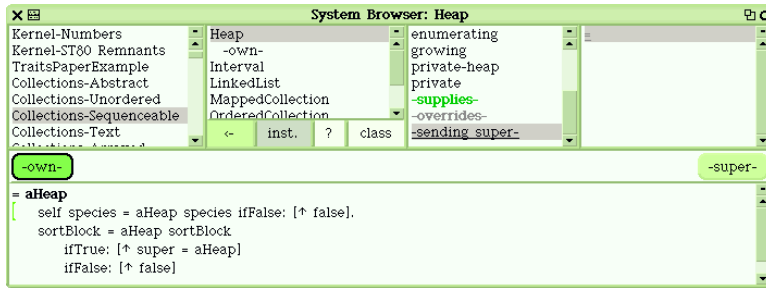 System Browser: Heap
Kernel-Numbers
Kernel-ST80 Remnants
TraitsPaperExample
Collections-Abstract
Collections-Unordered
Collections-Sequenceable
Collections-Text
Heap
-own-
Interval
LinkedList
MappedCollection
OrderedCollection
<- inst. ? class
enumerating
growing
private-heap
private
-supplies-
-overrides-
-sending super-
=
-own- -super-
= aHeap
self species = aHeap species ifFalse: [↑ false].
sortBlock = aHeap sortBlock
ifTrue: [↑ super = aHeap]
ifFalse: [↑ false]